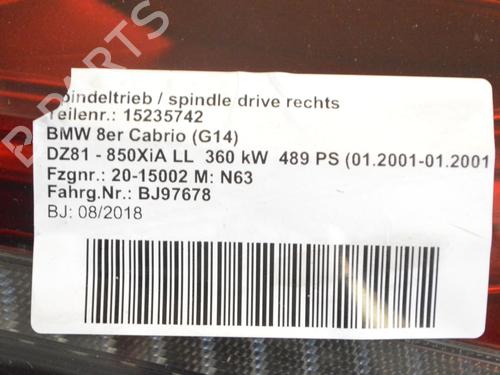 pindeltrieb / spindle drive rechts
Teilenr.: 15235742
BMW 8er Cabrio (G14)
DZ81 - 850XiA LL 360 kW 489 PS (01.2001-01.2001
Fzgnr.: 20-15002 M: N63
Fahrg.Nr.: BJ97678
BJ: 08/2018
B-PARTS